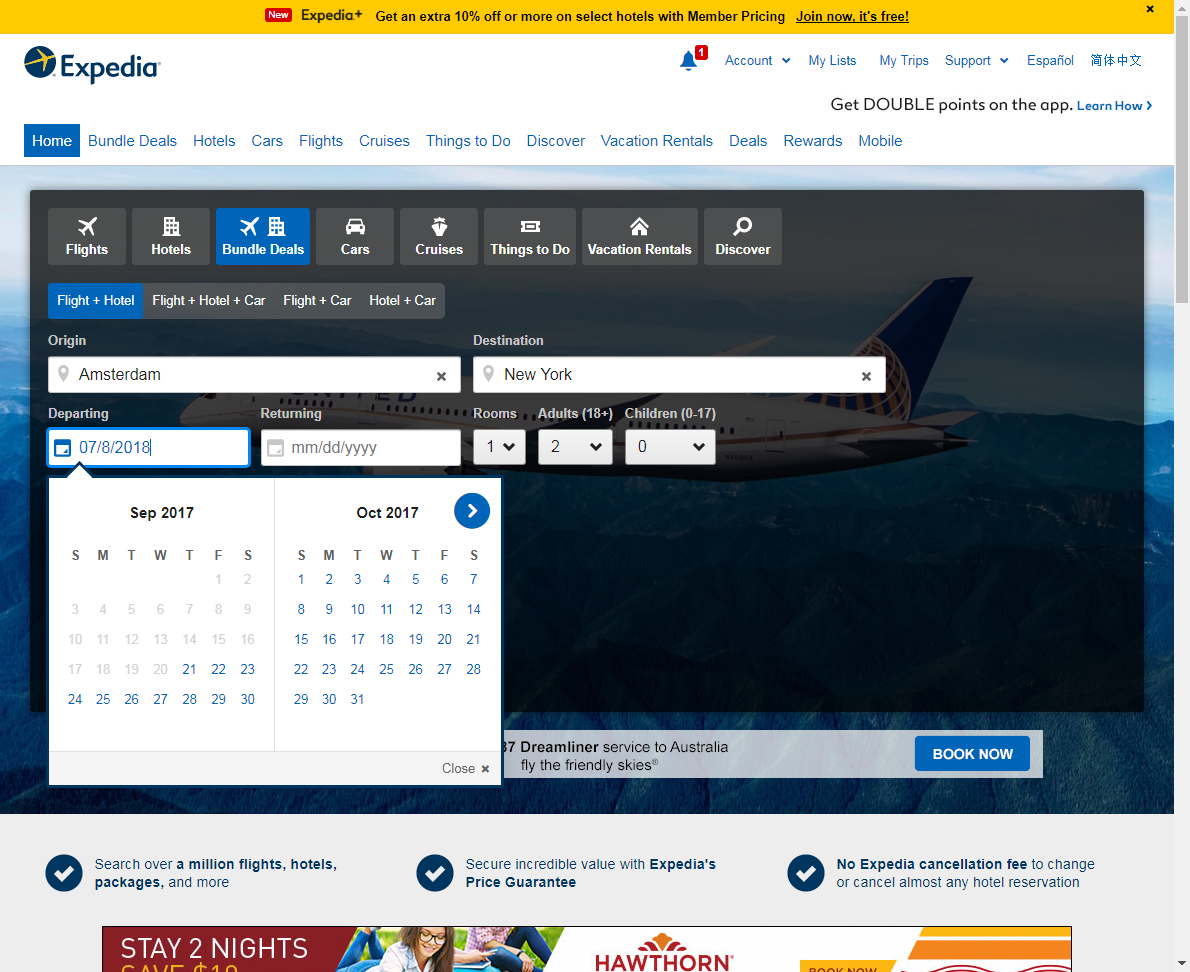 New Expedia+ Get an extra 10% off or more on select hotels with Member Pricing Join now, it's free!
Expedia
1
Account My Lists My Trips Support Español 简体中文
Get DOUBLE points on the app. Learn How
Home Bundle Deals Hotels Cars Flights Cruises Things to Do Discover Vacation Rentals Deals Rewards Mobile
Flights Hotels Bundle Deals Cars Cruises Things to Do Vacation Rentals Discover
Flight + Hotel Flight + Hotel + Car Flight + Car Hotel + Car
Origin Destination
Amsterdam New York
UNITED
Departing Returning Rooms Adults (18+) Children (0-17)
07/8/2018 mm/dd/yyyy 1 2 0
Sep 2017 Oct 2017
S M T W T F S S M T W T F S
1 2 1 2 3 4 5 6 7
3 4 5 6 7 8 9 8 9 10 11 12 13 14
10 11 12 13 14 15 16 15 16 17 18 19 20 21
17 18 19 20 21 22 23 22 23 24 25 26 27 28
24 25 26 27 28 29 30 29 30 31
Close
37 Dreamliner service to Australia
fly the friendly skies®
BOOK NOW
Search over a million flights, hotels,
packages, and more
Secure incredible value with Expedia's
Price Guarantee
No Expedia cancellation fee to change
or cancel almost any hotel reservation
STAY 2 NIGHTS
SAVE $10
HAWTHORN
BOOK NOW